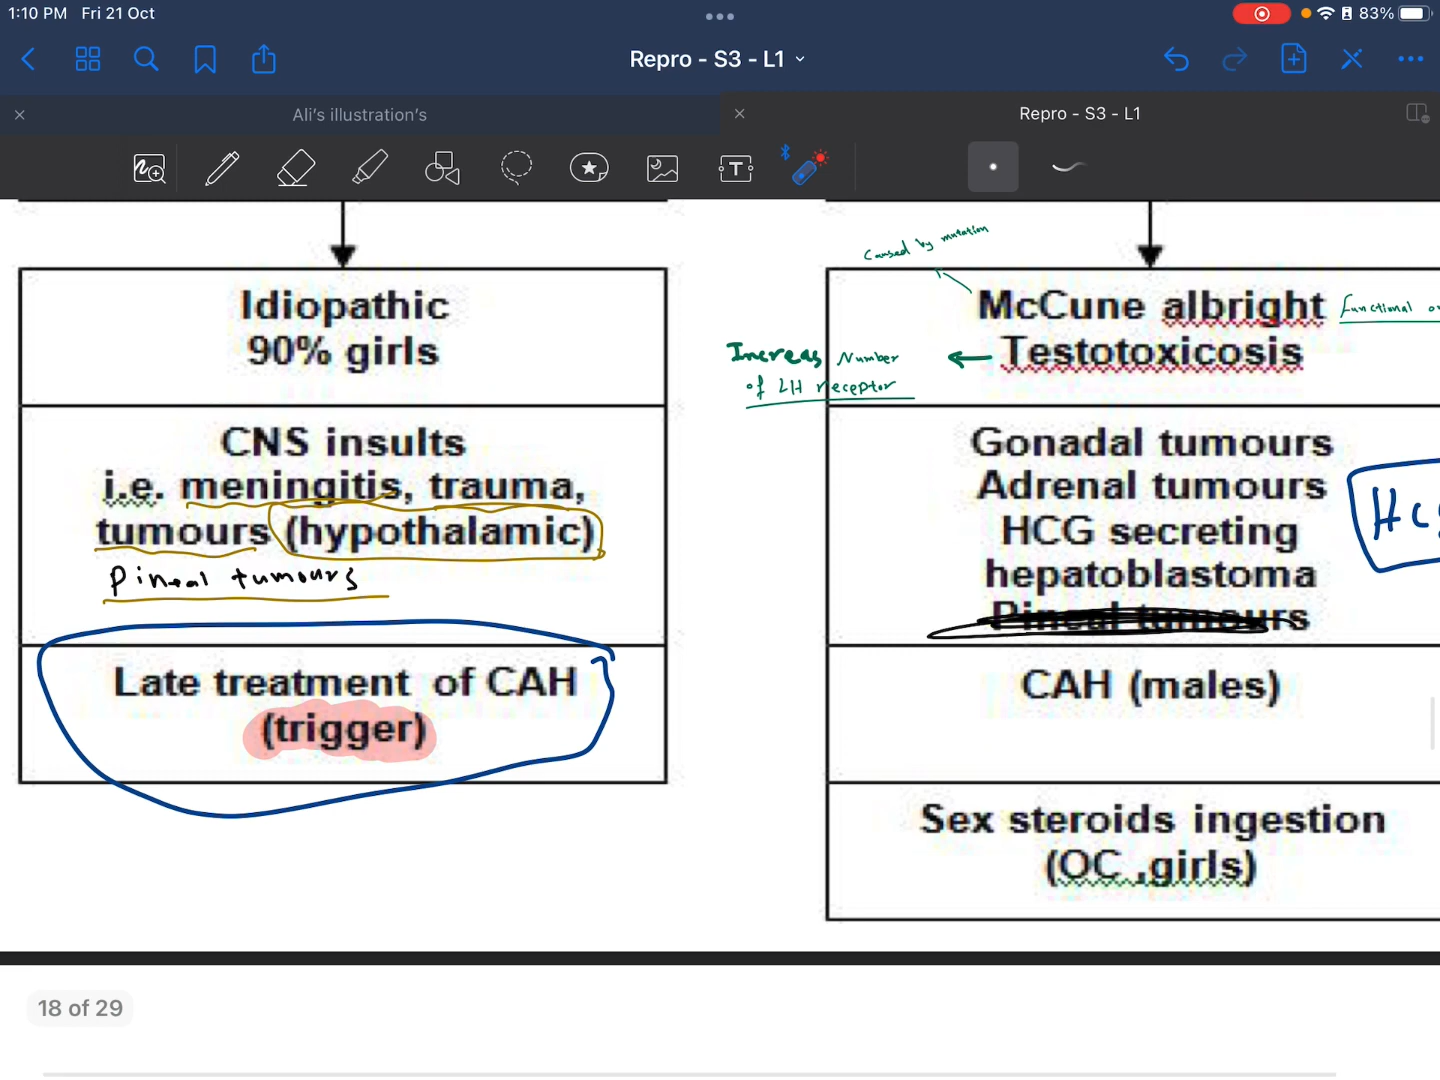 1:10 PM Fri 21 Oct
83%
Repro - S3 - L1
Ali's illustration's
Repro - S3 - L1
Idiopathic
90% girls
CNS insults
i.e. meningitis, trauma,
tumours (hypothalamic)
Pineal tumours
Late treatment of CAH
(trigger)
Caused by mutation
McCune albright
Functional
Testotoxicosis
Increas Number
of LH receptor
Gonadal tumours
Adrenal tumours
HCG secreting
hepatoblastoma
Pineal tumours
CAH (males)
Sex steroids ingestion
(OC ,girls)
18 of 29